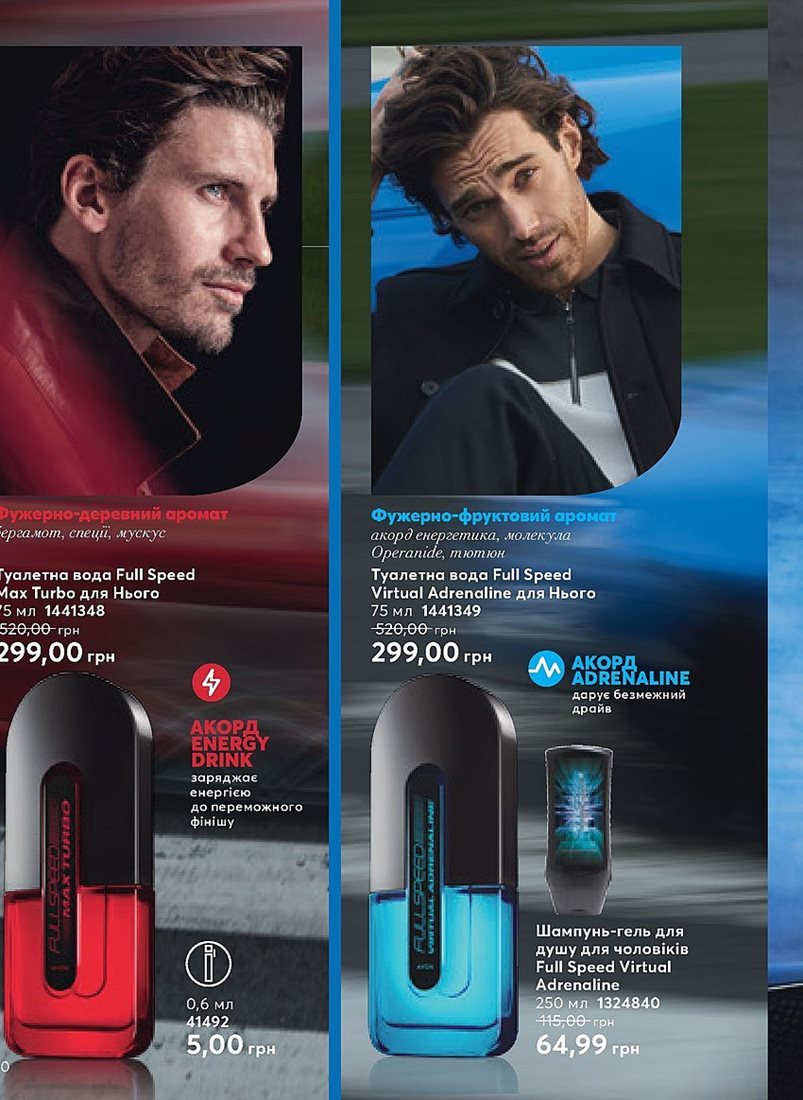 Фужерно-деревний аромат
бергамот, спеції, мускус
Туалетна вода Full Speed
Max Turbo для Нього
75 мл 1441348
520,00 грн
299,00 грн
АКОРД
ENERGY
DRINK
заряджає
енергією
до переможного
фінішу
FULL SPEED
MAX TURBO
AVON
0,6 мл
41492
5,00 грн
0
Фужерно-фруктовий аромат
акорд енергетика, молекула
Operanide, тютюн
Туалетна вода Full Speed
Virtual Adrenaline для Нього
75 мл 1441349
520,00 грн
299,00 грн
АКОРД
ADRENALINE
дарує безмежний
драйв
FULL SPEED
VIRTUAL ADRENALINE
AVON
Шампунь-гель для
душу для чоловіків
Full Speed Virtual
Adrenaline
250 мл 1324840
115,00 грн
64,99 грн